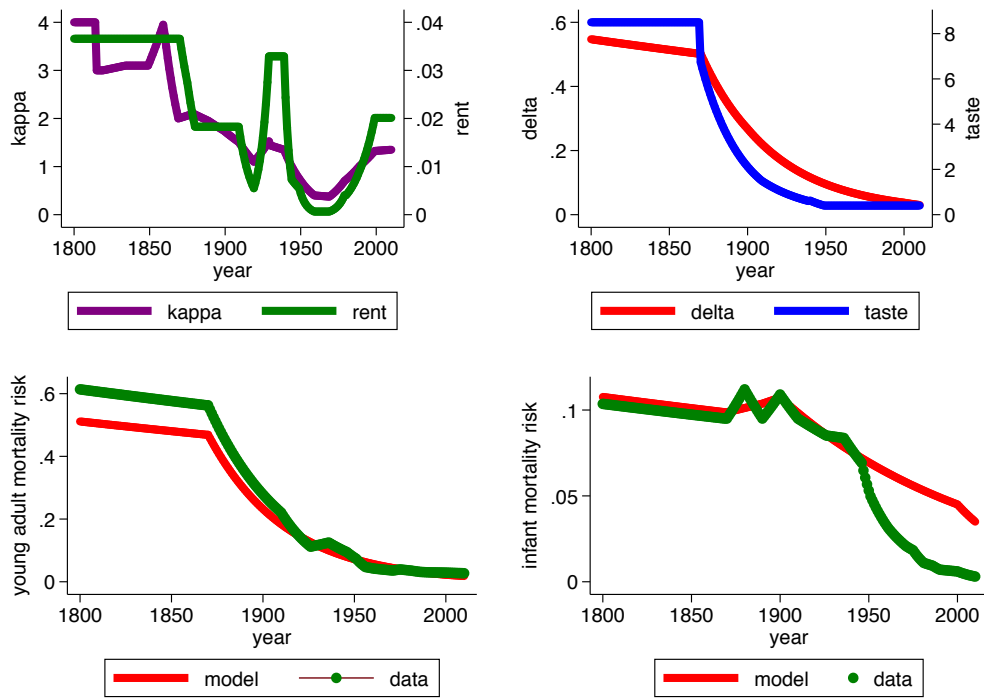 kappa
4
3
2
1
0
rent
.04
.03
.02
.01
0
1800 1850 1900 1950 2000
year
kappa rent
delta
.6
.4
.2
0
taste
8
6
4
2
0
1800 1850 1900 1950 2000
year
delta taste
young adult mortality risk
.6
.4
.2
0
1800 1850 1900 1950 2000
year
model data
infant mortality risk
.1
.05
0
1800 1850 1900 1950 2000
year
model data